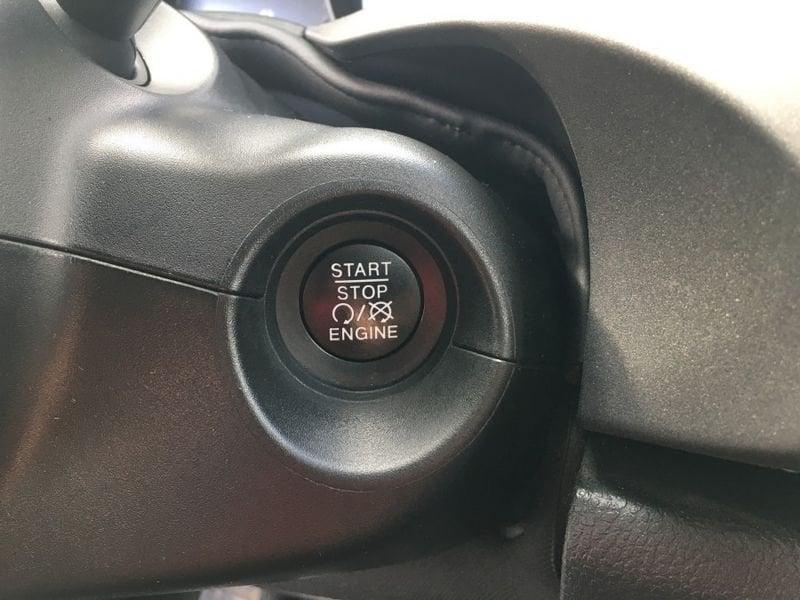 START
STOP
/
ENGINE